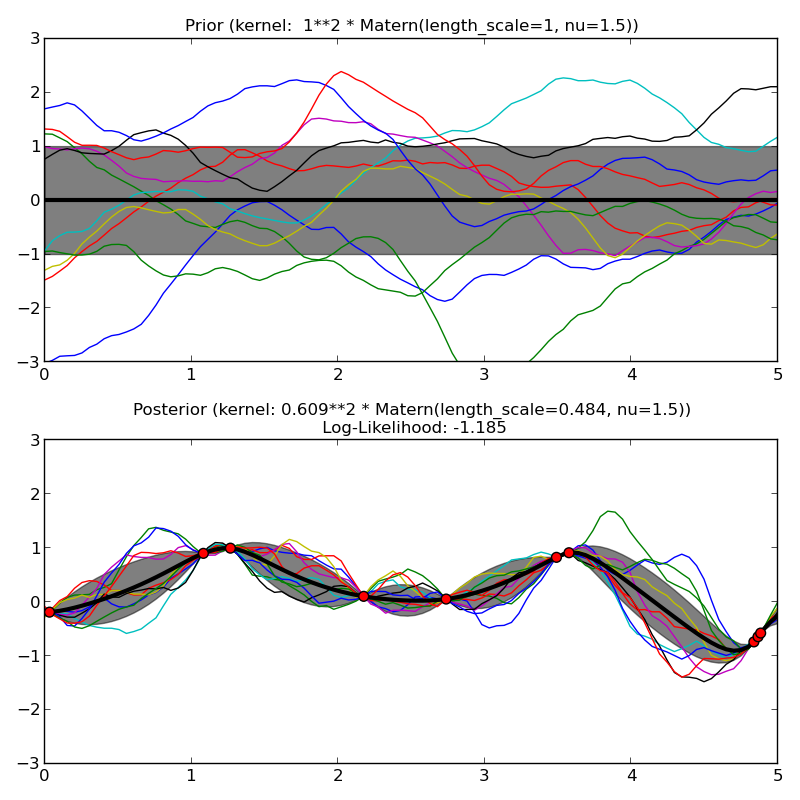 Prior (kernel:  1**2 * Matern(length_scale=1, nu=1.5))
3
2
1
0
−1
−2
−3
0 1 2 3 4 5
Posterior (kernel: 0.609**2 * Matern(length_scale=0.484, nu=1.5))
Log-Likelihood: -1.185
3
2
1
0
−1
−2
−3
0 1 2 3 4 5